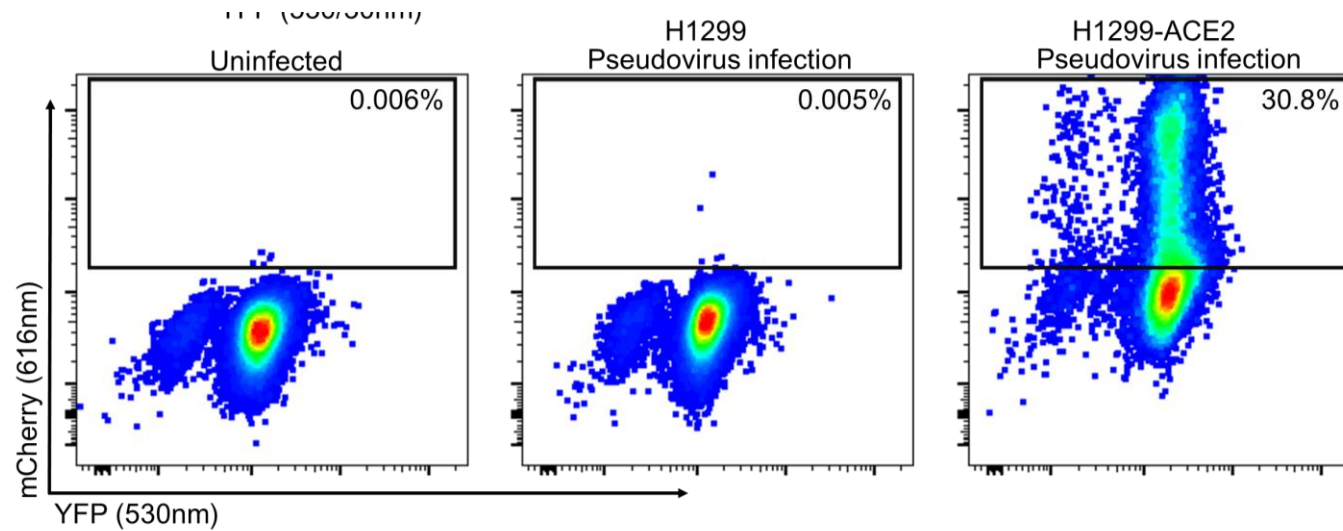 Uninfected
H1299
Pseudovirus infection
H1299-ACE2
Pseudovirus infection
0.006%
0.005%
30.8%
mCherry (616nm)
YFP (530nm)